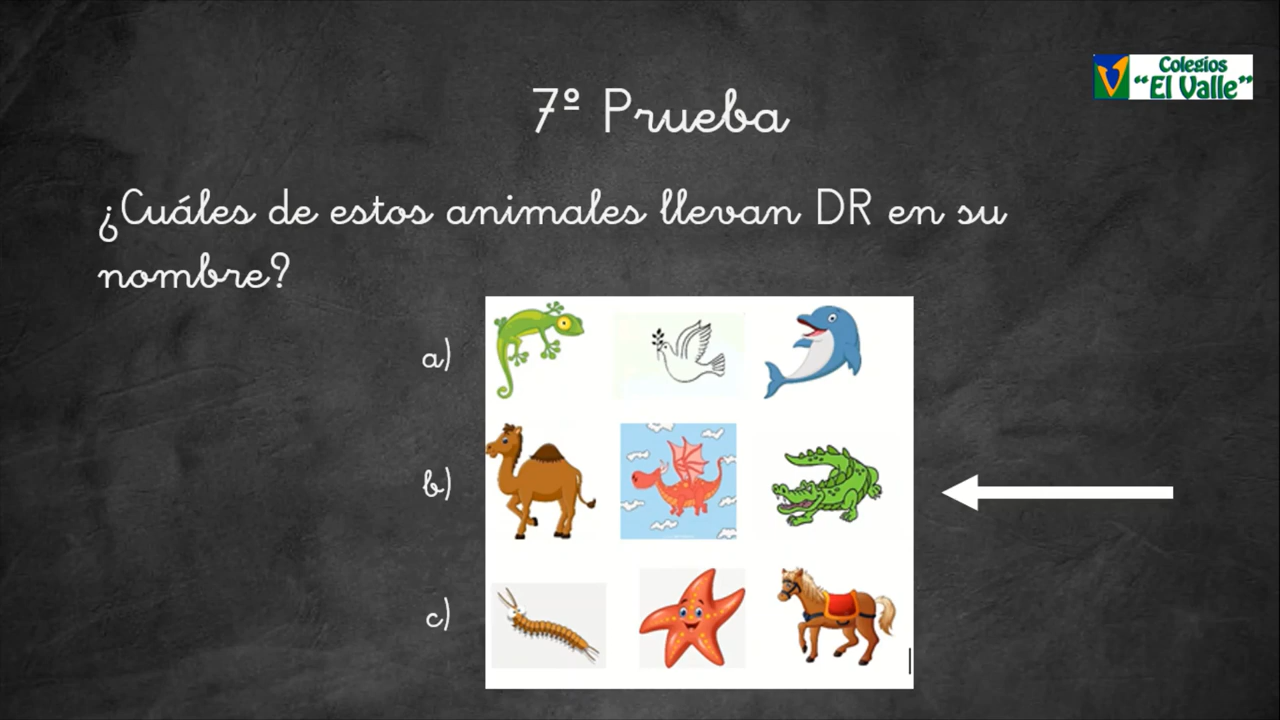 Colegios
"El Valle"
7º Prueba
¿Cuáles de estos animales llevan DR en su
nombre?
a)
b)
c)